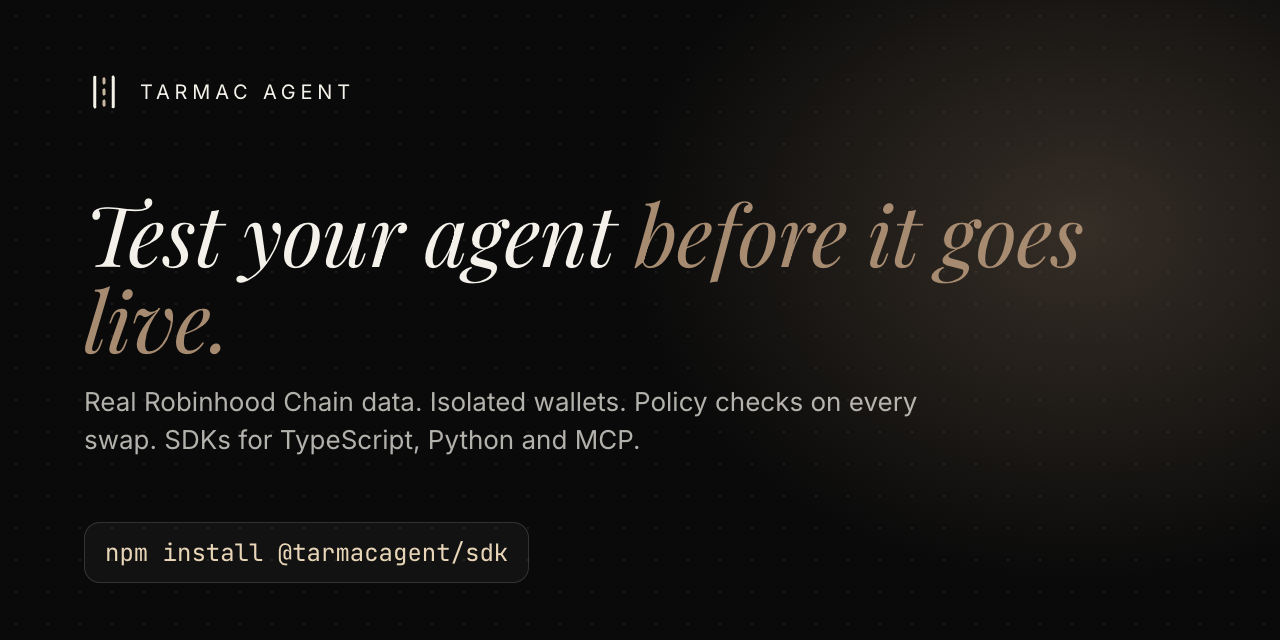 TARMAC AGENT
Test your agent before it goes
live.
Real Robinhood Chain data. Isolated wallets. Policy checks on every
swap. SDKs for TypeScript, Python and MCP.
npm install @tarmacagent/sdk